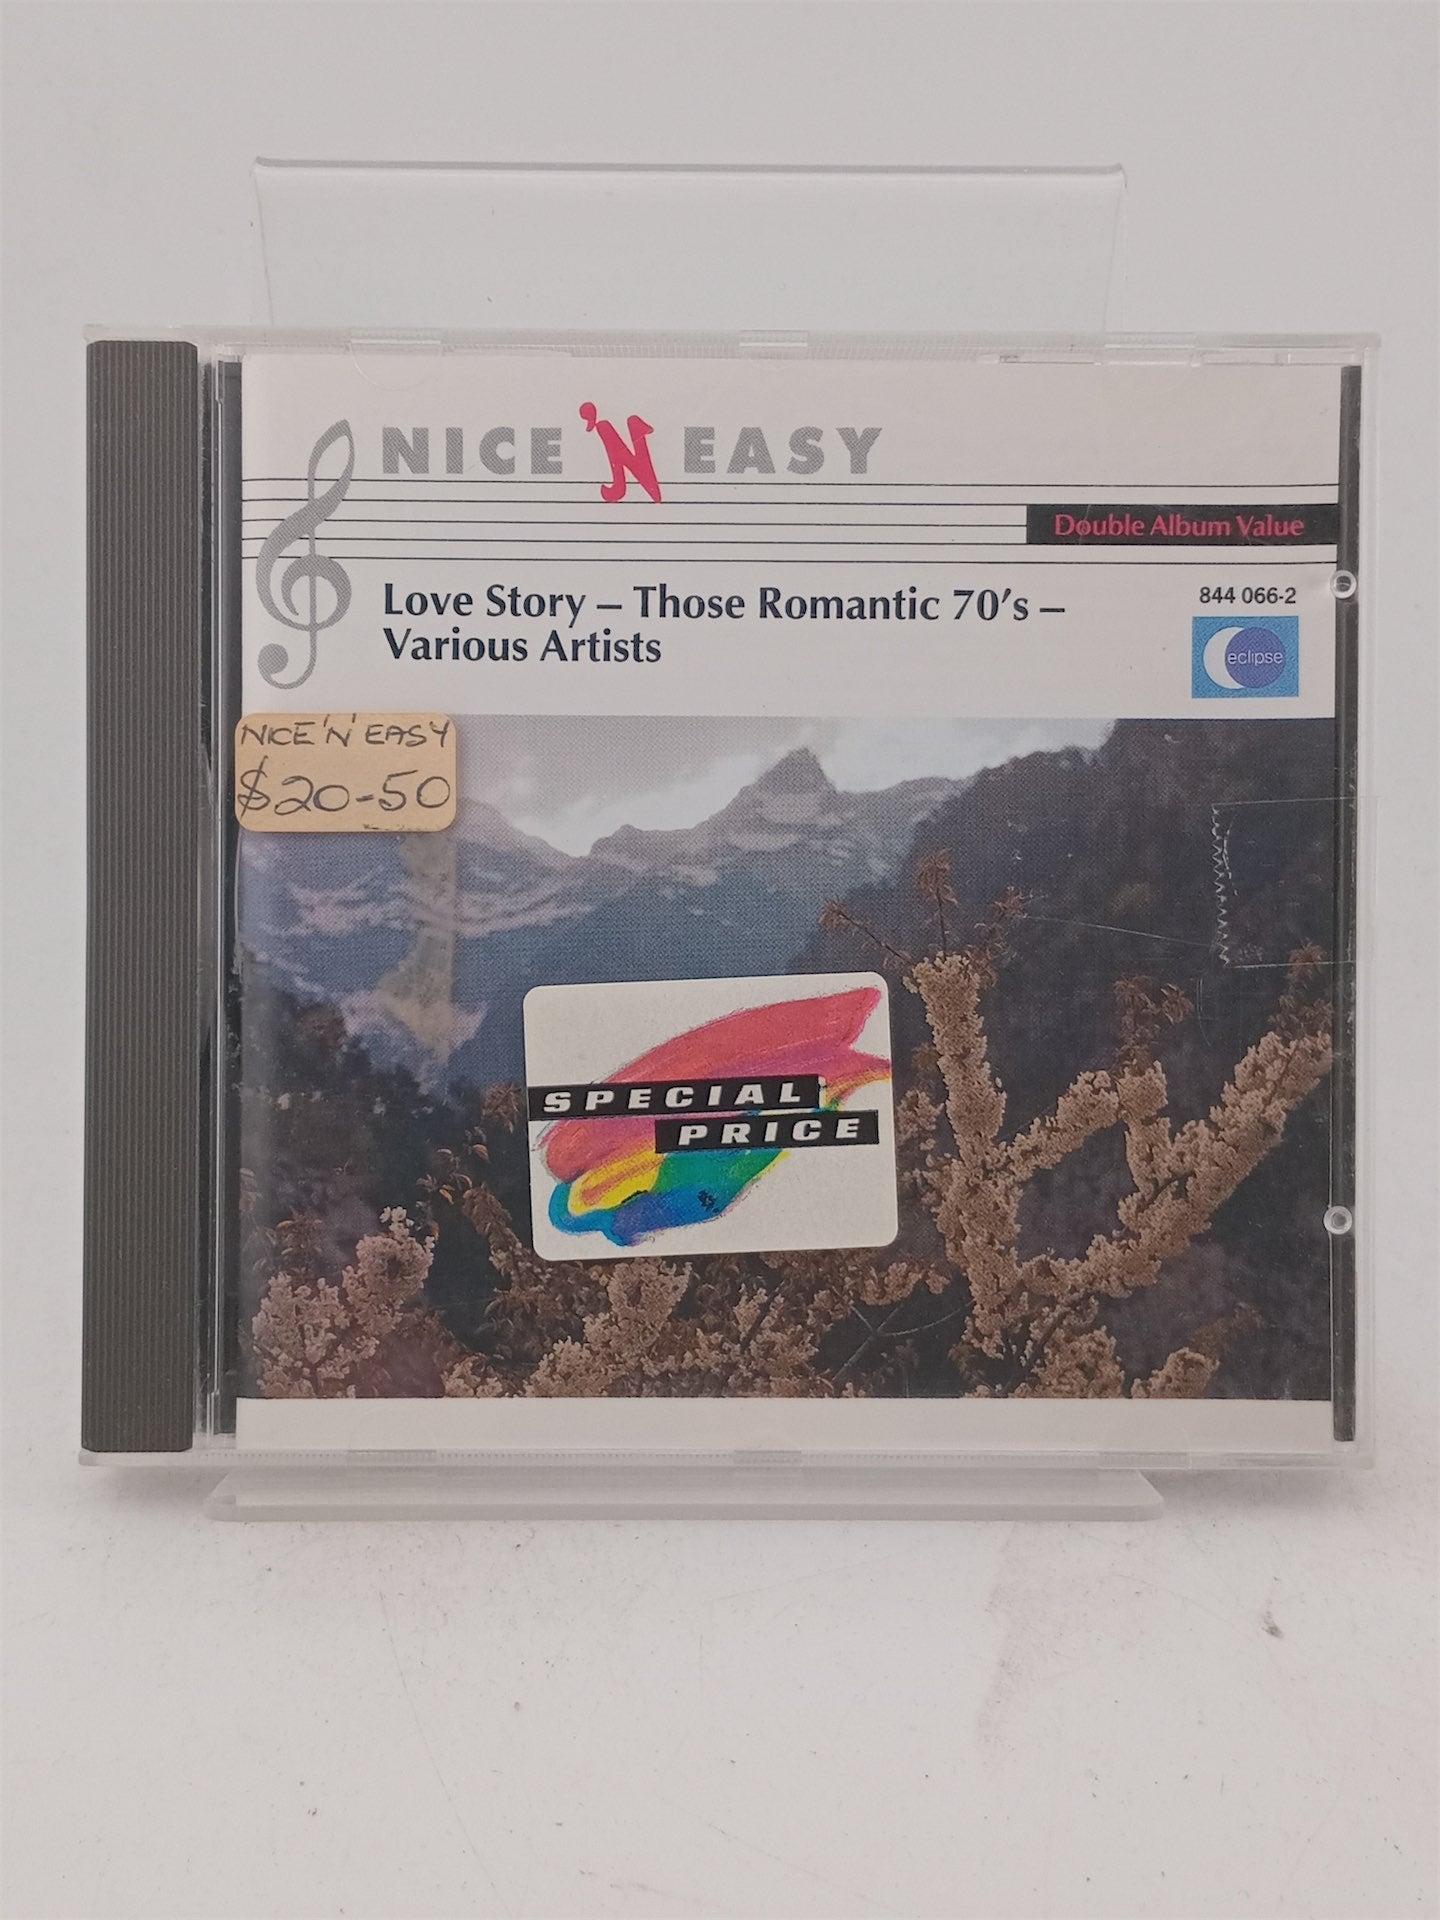 NICE 'N EASY
Double Album Value
Love Story – Those Romantic 70's –
Various Artists
844 066-2
eclipse
NICE 'N' EASY
$20-50
SPECIAL
PRICE